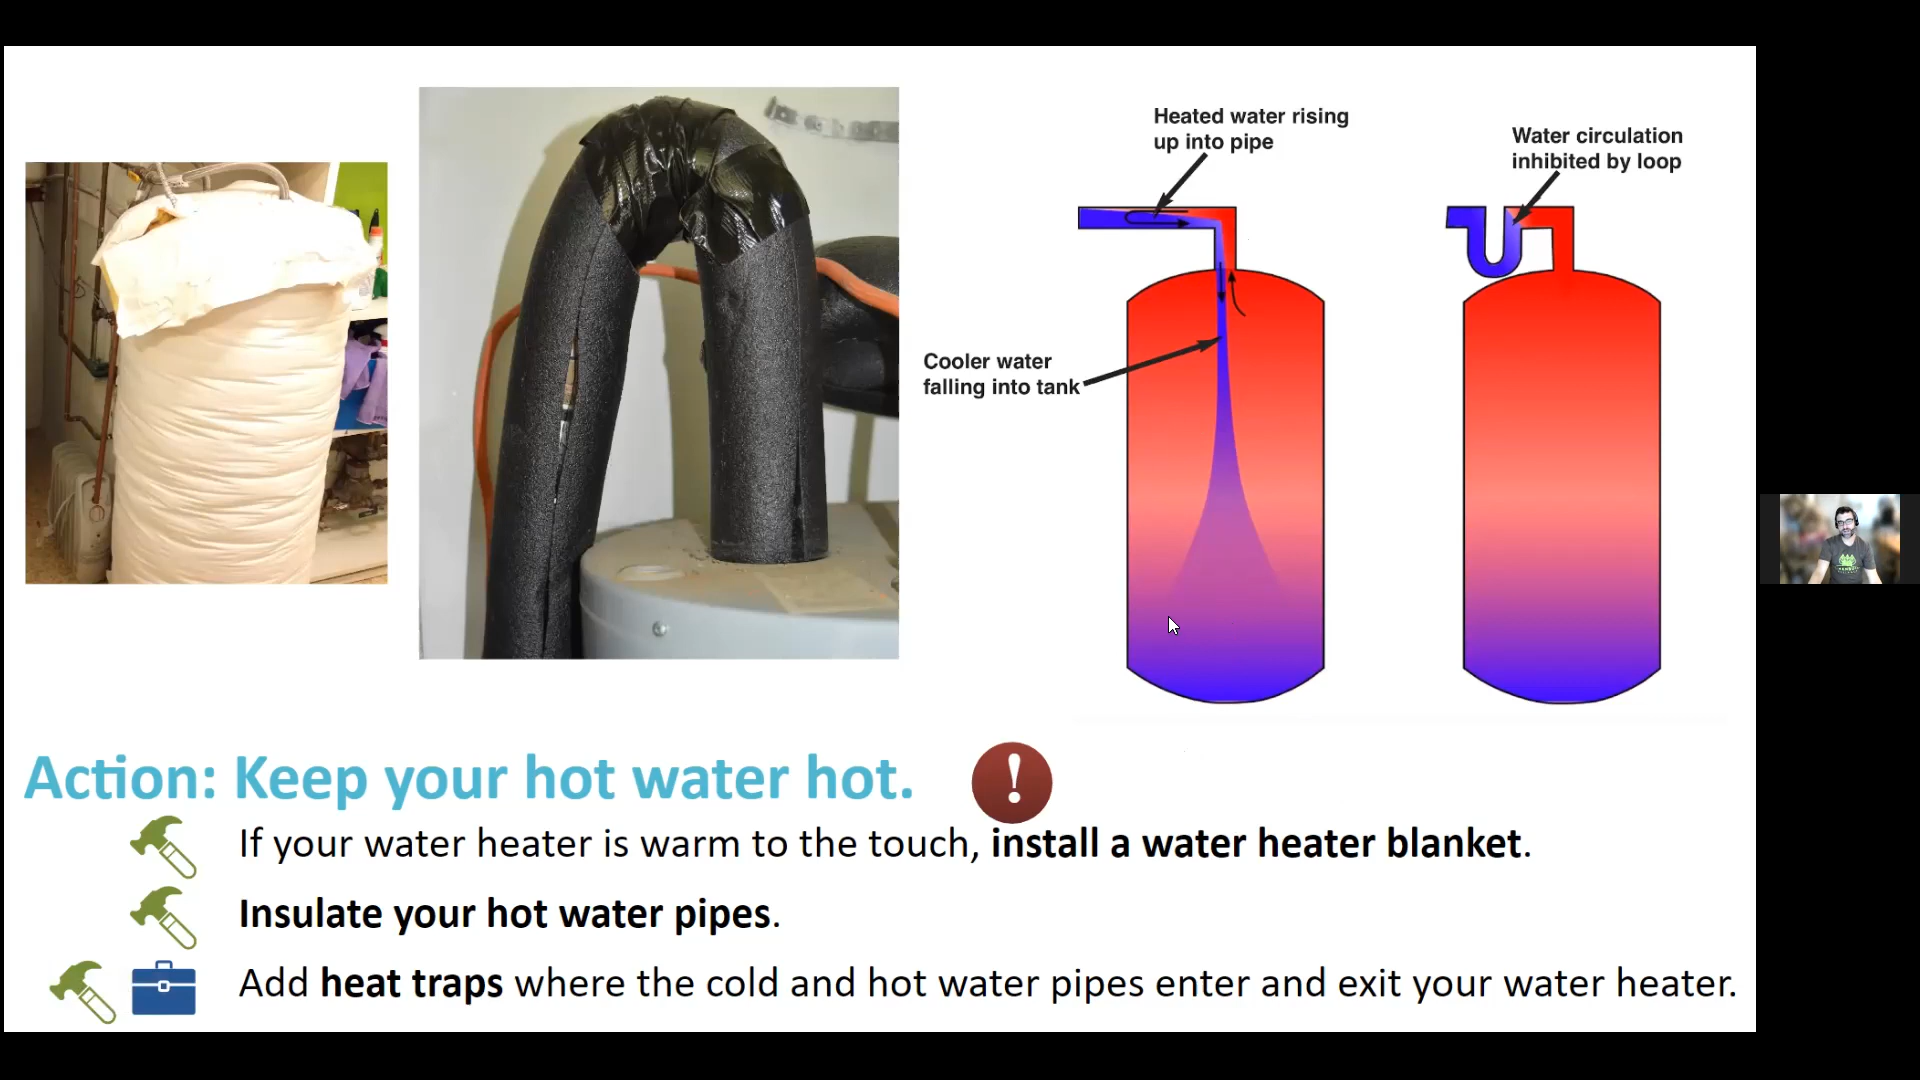 Heated water rising
up into pipe
Water circulation
inhibited by loop
Cooler water
falling into tank
Action: Keep your hot water hot.
!
If your water heater is warm to the touch, install a water heater blanket.
Insulate your hot water pipes.
Add heat traps where the cold and hot water pipes enter and exit your water heater.